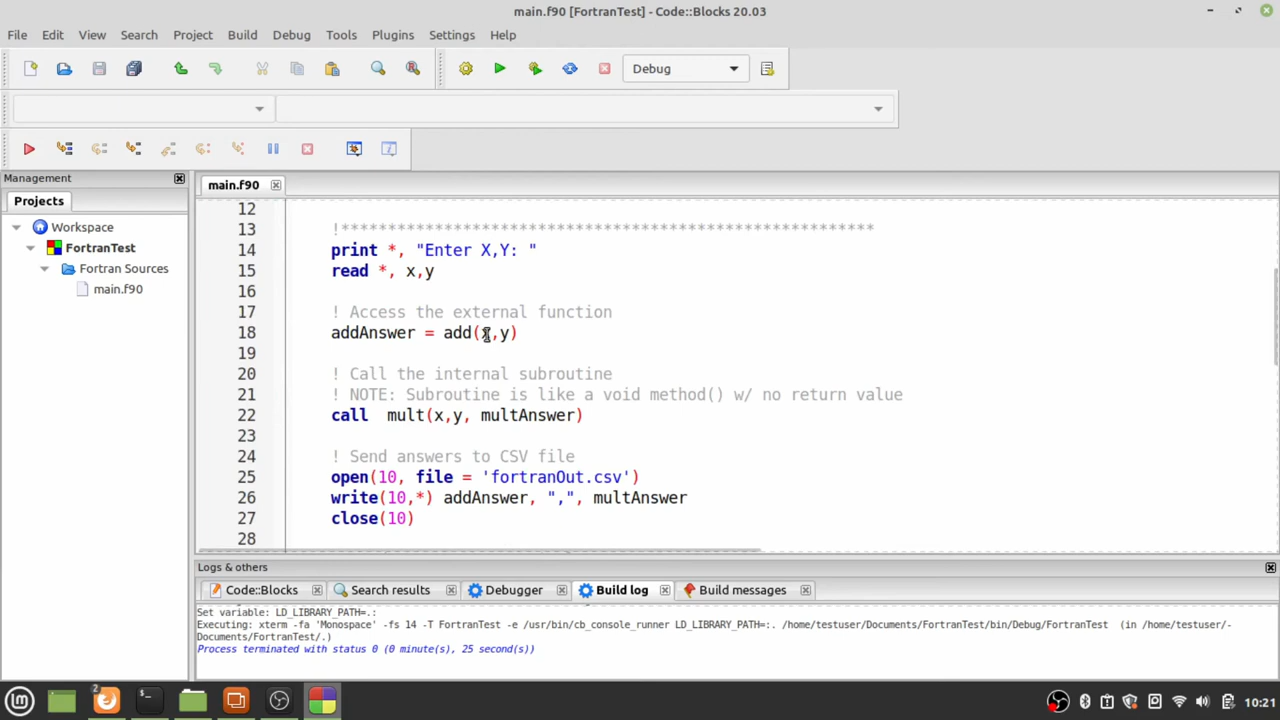 main.f90 [FortranTest] - Code::Blocks 20.03
File Edit View Search Project Build Debug Tools Plugins Settings Help
Debug
Management
Projects
Workspace
FortranTest
Fortran Sources
main.f90
main.f90
12
13 !*********************************************************
14 print *, "Enter X,Y: "
15 read *, x,y
16
17 ! Access the external function
18 addAnswer = add(x,y)
19
20 ! Call the internal subroutine
21 ! NOTE: Subroutine is like a void method() w/ no return value
22 call  mult(x,y, multAnswer)
23
24 ! Send answers to CSV file
25 open(10, file = 'fortranOut.csv')
26 write(10,*) addAnswer, ",", multAnswer
27 close(10)
28
Logs & others
Code::Blocks Search results Debugger Build log Build messages
Set variable: LD_LIBRARY_PATH=.:
Executing: xterm -fa 'Monospace' -fs 14 -T FortranTest -e /usr/bin/cb_console_runner LD_LIBRARY_PATH=:. /home/testuser/Documents/FortranTest/bin/Debug/FortranTest  (in /home/testuser/-
Documents/FortranTest/.)
Process terminated with status 0 (0 minute(s), 25 second(s))
2
10:21